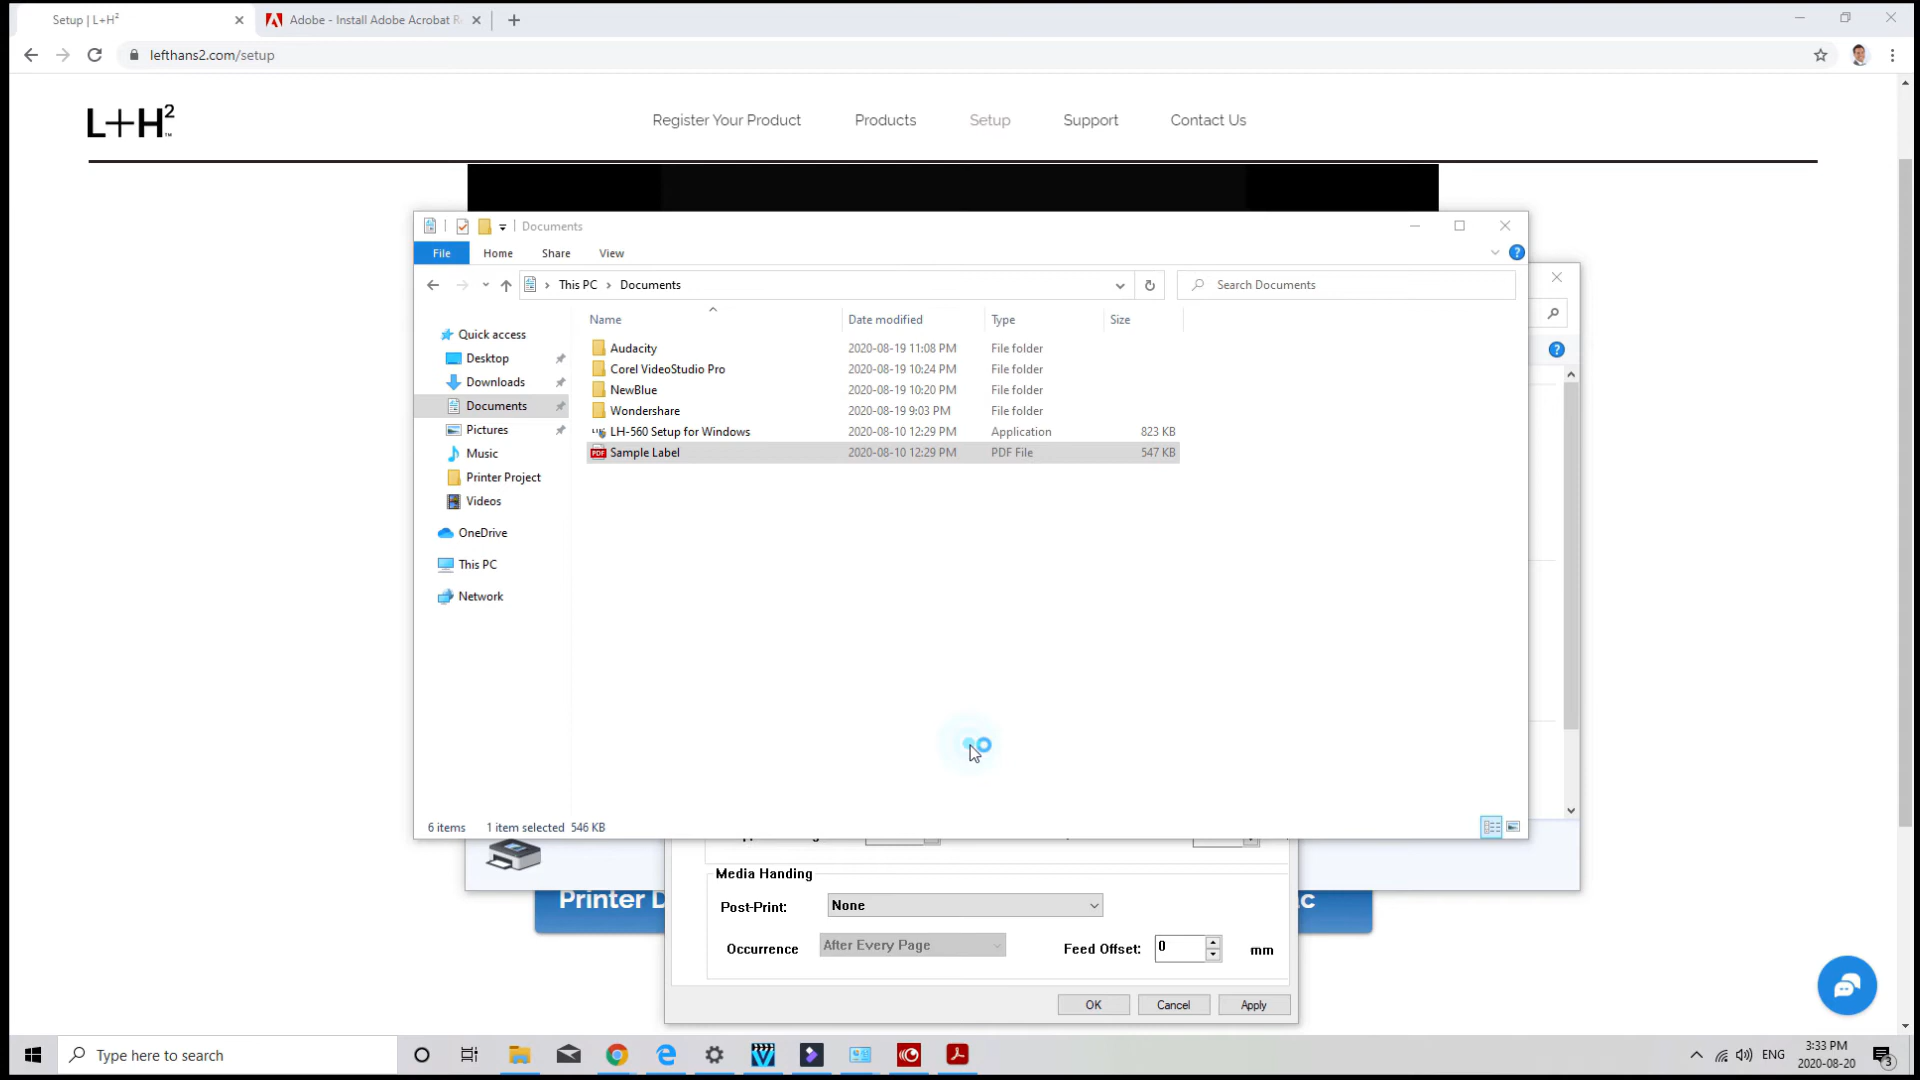 Setup | L+H²
Adobe - Install Adobe Acrobat R
lefthans2.com/setup
L+H²™
Register Your Product
Products
Setup
Support
Contact Us
Documents
File
Home
Share
View
This PC
Documents
Search Documents
Name
Date modified
Type
Size
Quick access
Desktop
Downloads
Documents
Pictures
Music
Printer Project
Videos
OneDrive
This PC
Network
Audacity 2020-08-19 11:08 PM File folder
Corel VideoStudio Pro 2020-08-19 10:24 PM File folder
NewBlue 2020-08-19 10:20 PM File folder
Wondershare 2020-08-19 9:03 PM File folder
LH-560 Setup for Windows 2020-08-10 12:29 PM Application 823 KB
Sample Label 2020-08-10 12:29 PM PDF File 547 KB
6 items 1 item selected 546 KB
Media Handing
Printer D
Post-Print: None
Occurrence After Every Page Feed Offset: 0 mm
OK
Cancel
Apply
Type here to search
ENG
3:33 PM
2020-08-20
3